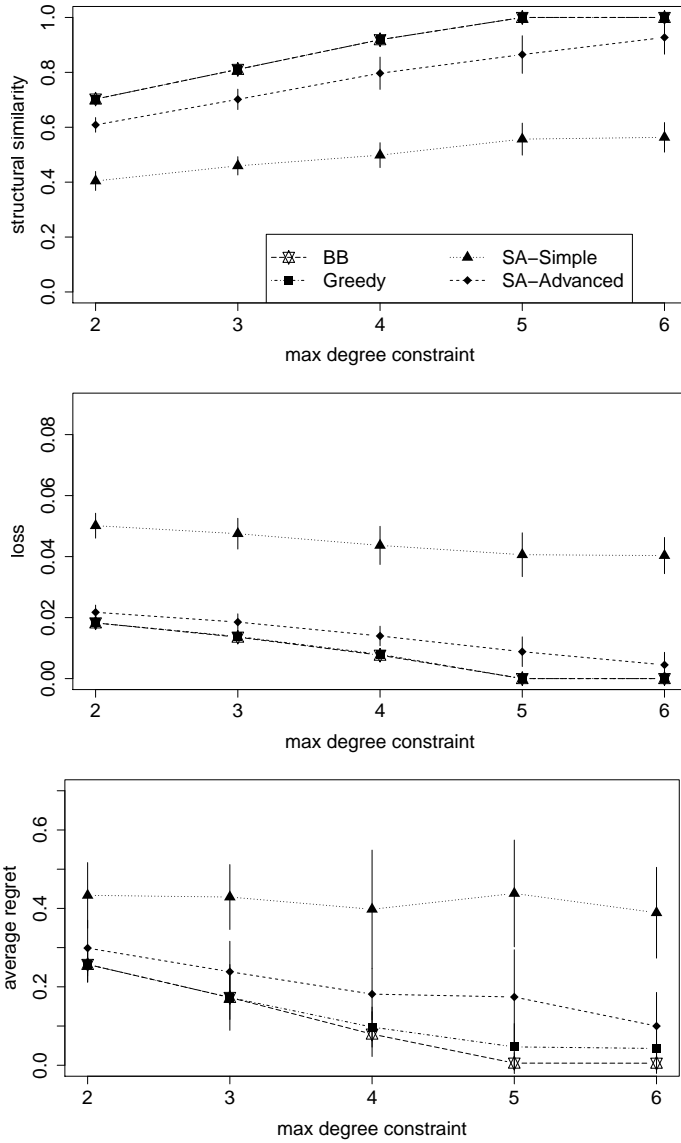 structural similarity
1.0
0.8
0.6
0.4
0.2
0.0
BB
SA−Simple
Greedy
SA−Advanced
2 3 4 5 6
max degree constraint
loss
0.08
0.06
0.04
0.02
0.00
2 3 4 5 6
max degree constraint
average regret
0.6
0.4
0.2
0.0
2 3 4 5 6
max degree constraint